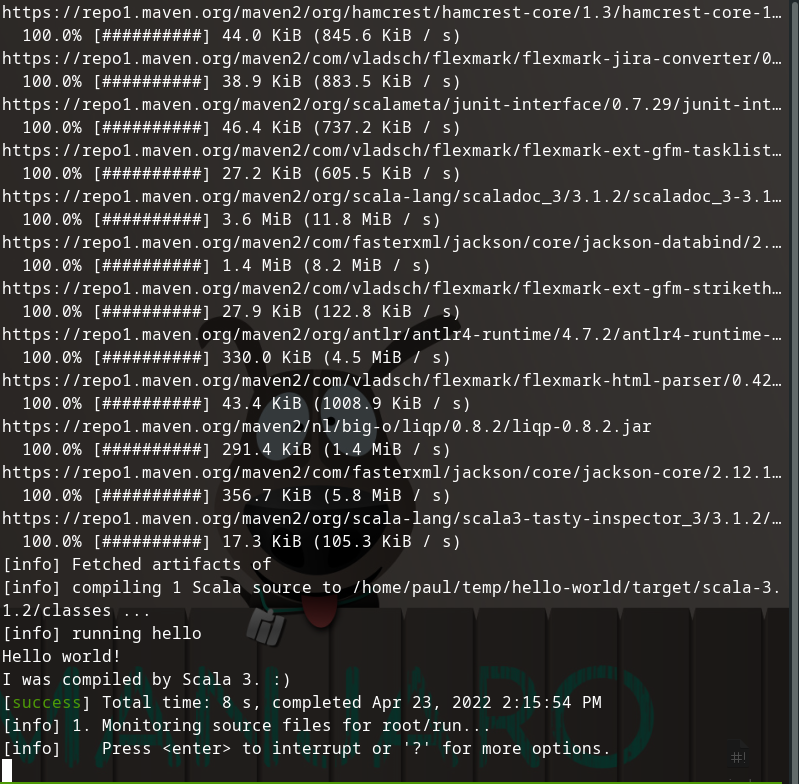 https://repo1.maven.org/maven2/org/hamcrest/hamcrest-core/1.3/hamcrest-core-1…
  100.0% [##########] 44.0 KiB (845.6 KiB / s)
https://repo1.maven.org/maven2/com/vladsch/flexmark/flexmark-jira-converter/0…
  100.0% [##########] 38.9 KiB (883.5 KiB / s)
https://repo1.maven.org/maven2/org/scalameta/junit-interface/0.7.29/junit-int…
  100.0% [##########] 46.4 KiB (737.2 KiB / s)
https://repo1.maven.org/maven2/com/vladsch/flexmark/flexmark-ext-gfm-tasklist…
  100.0% [##########] 27.2 KiB (605.5 KiB / s)
https://repo1.maven.org/maven2/org/scala-lang/scaladoc_3/3.1.2/scaladoc_3-3.1…
  100.0% [##########] 3.6 MiB (11.8 MiB / s)
https://repo1.maven.org/maven2/com/fasterxml/jackson/core/jackson-databind/2.…
  100.0% [##########] 1.4 MiB (8.2 MiB / s)
https://repo1.maven.org/maven2/com/vladsch/flexmark/flexmark-ext-gfm-striketh…
  100.0% [##########] 27.9 KiB (122.8 KiB / s)
https://repo1.maven.org/maven2/org/antlr/antlr4-runtime/4.7.2/antlr4-runtime-…
  100.0% [##########] 330.0 KiB (4.5 MiB / s)
https://repo1.maven.org/maven2/com/vladsch/flexmark/flexmark-html-parser/0.42…
  100.0% [##########] 43.4 KiB (1008.9 KiB / s)
https://repo1.maven.org/maven2/nl/big-o/liqp/0.8.2/liqp-0.8.2.jar
  100.0% [##########] 291.4 KiB (1.4 MiB / s)
https://repo1.maven.org/maven2/com/fasterxml/jackson/core/jackson-core/2.12.1…
  100.0% [##########] 356.7 KiB (5.8 MiB / s)
https://repo1.maven.org/maven2/org/scala-lang/scala3-tasty-inspector_3/3.1.2/…
  100.0% [##########] 17.3 KiB (105.3 KiB / s)
[info] Fetched artifacts of
[info] compiling 1 Scala source to /home/paul/temp/hello-world/target/scala-3.
1.2/classes ...
[info] running hello
Hello world!
I was compiled by Scala 3. :)
[success] Total time: 8 s, completed Apr 23, 2022 2:15:54 PM
[info] 1. Monitoring source files for root/run...
[info]    Press <enter> to interrupt or '?' for more options.
MANJARO
#!